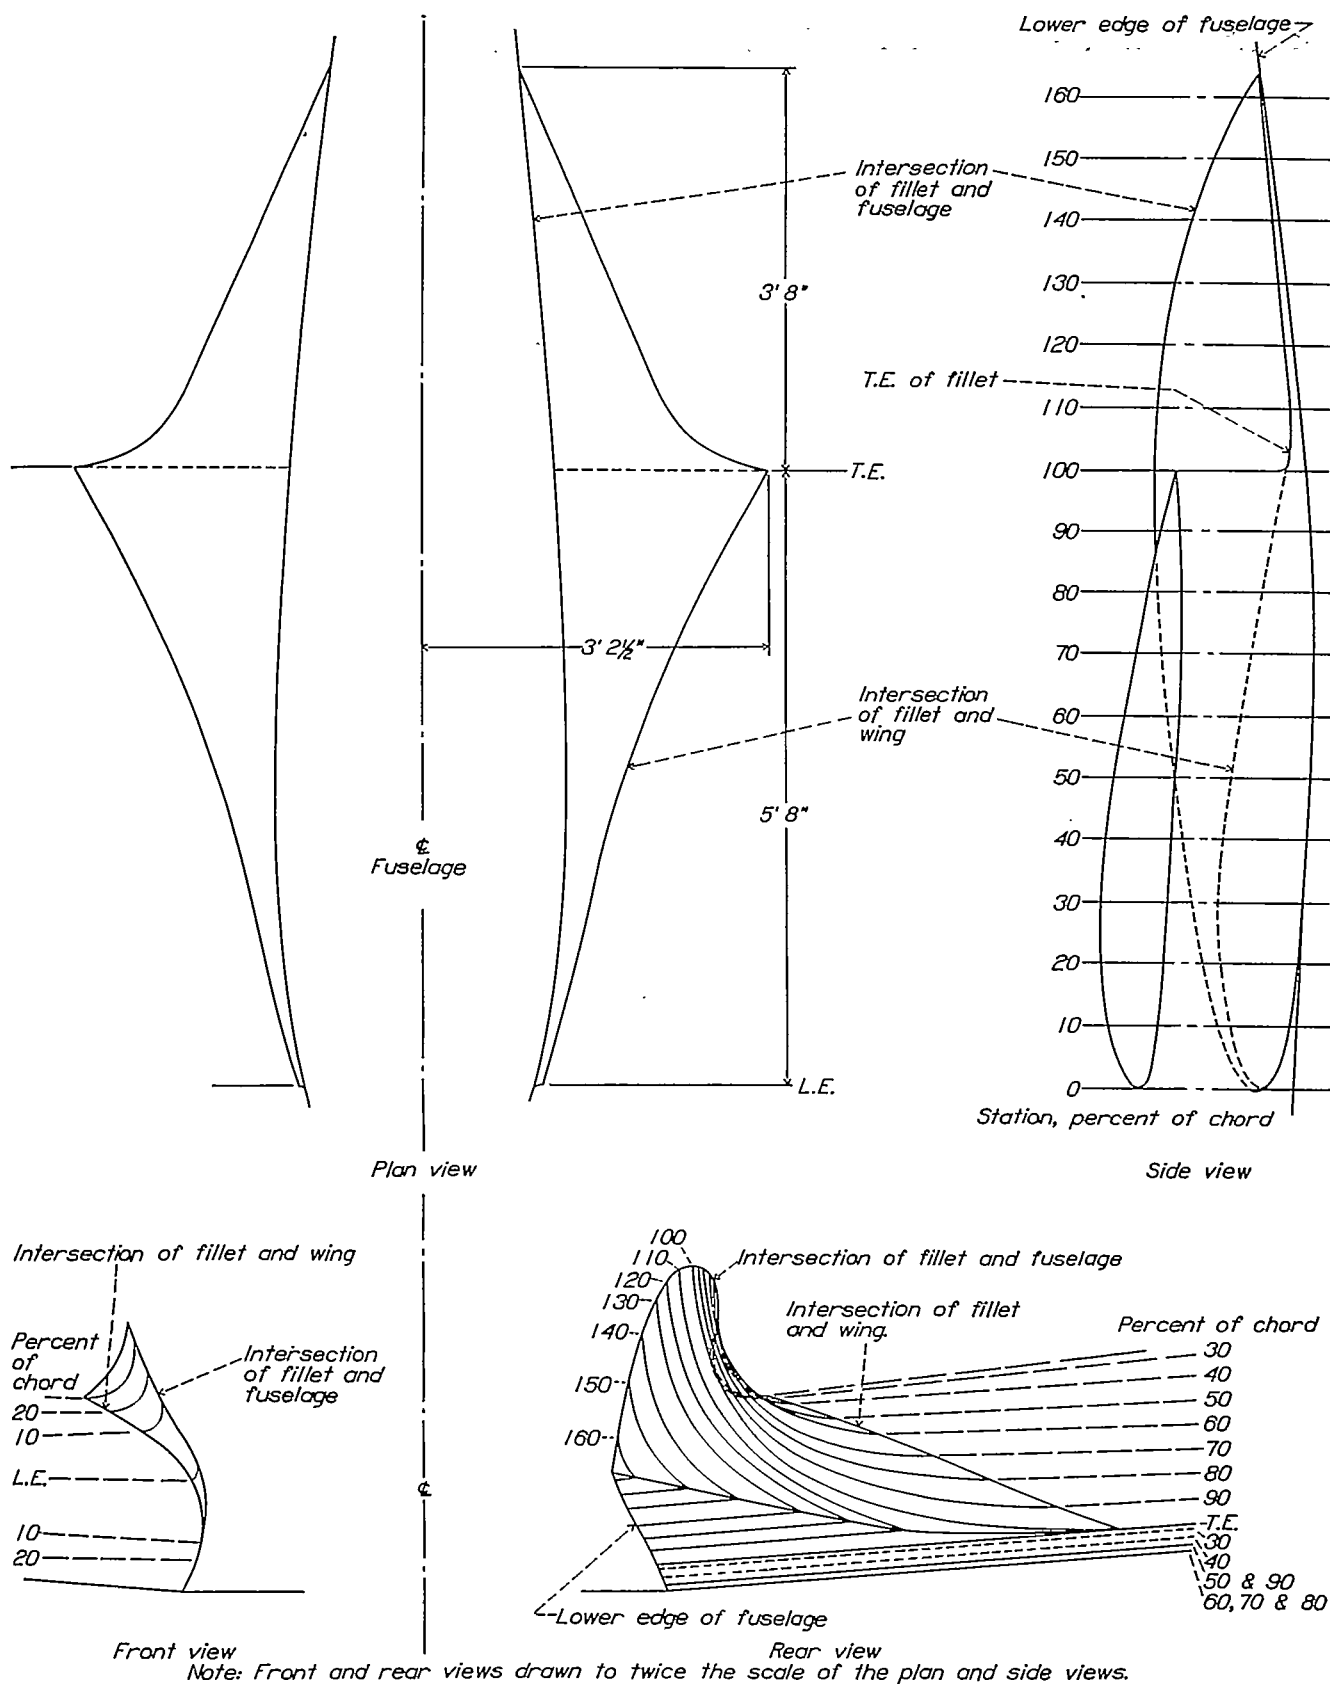 Lower edge of fuselage
160
150
140
130
120
110
100
90
80
70
60
50
40
30
20
10
0
Station, percent of chord
Side view
Intersection
of fillet and
fuselage
3' 8"
T.E. of fillet
T.E.
3' 2½"
Intersection
of fillet and
wing
5' 8"
℄
Fuselage
L.E.
Plan view
Intersection of fillet and wing
Percent
of
chord
20
10
L.E.
10
20
Intersection
of fillet and
fuselage
Front view
℄
100
110
120
130
140
150
160
Intersection of fillet and fuselage
Intersection of fillet
and wing.
Percent of chord
30
40
50
60
70
80
90
T.E.
30
40
50 & 90
60, 70 & 80
Lower edge of fuselage
Rear view
Note: Front and rear views drawn to twice the scale of the plan and side views.